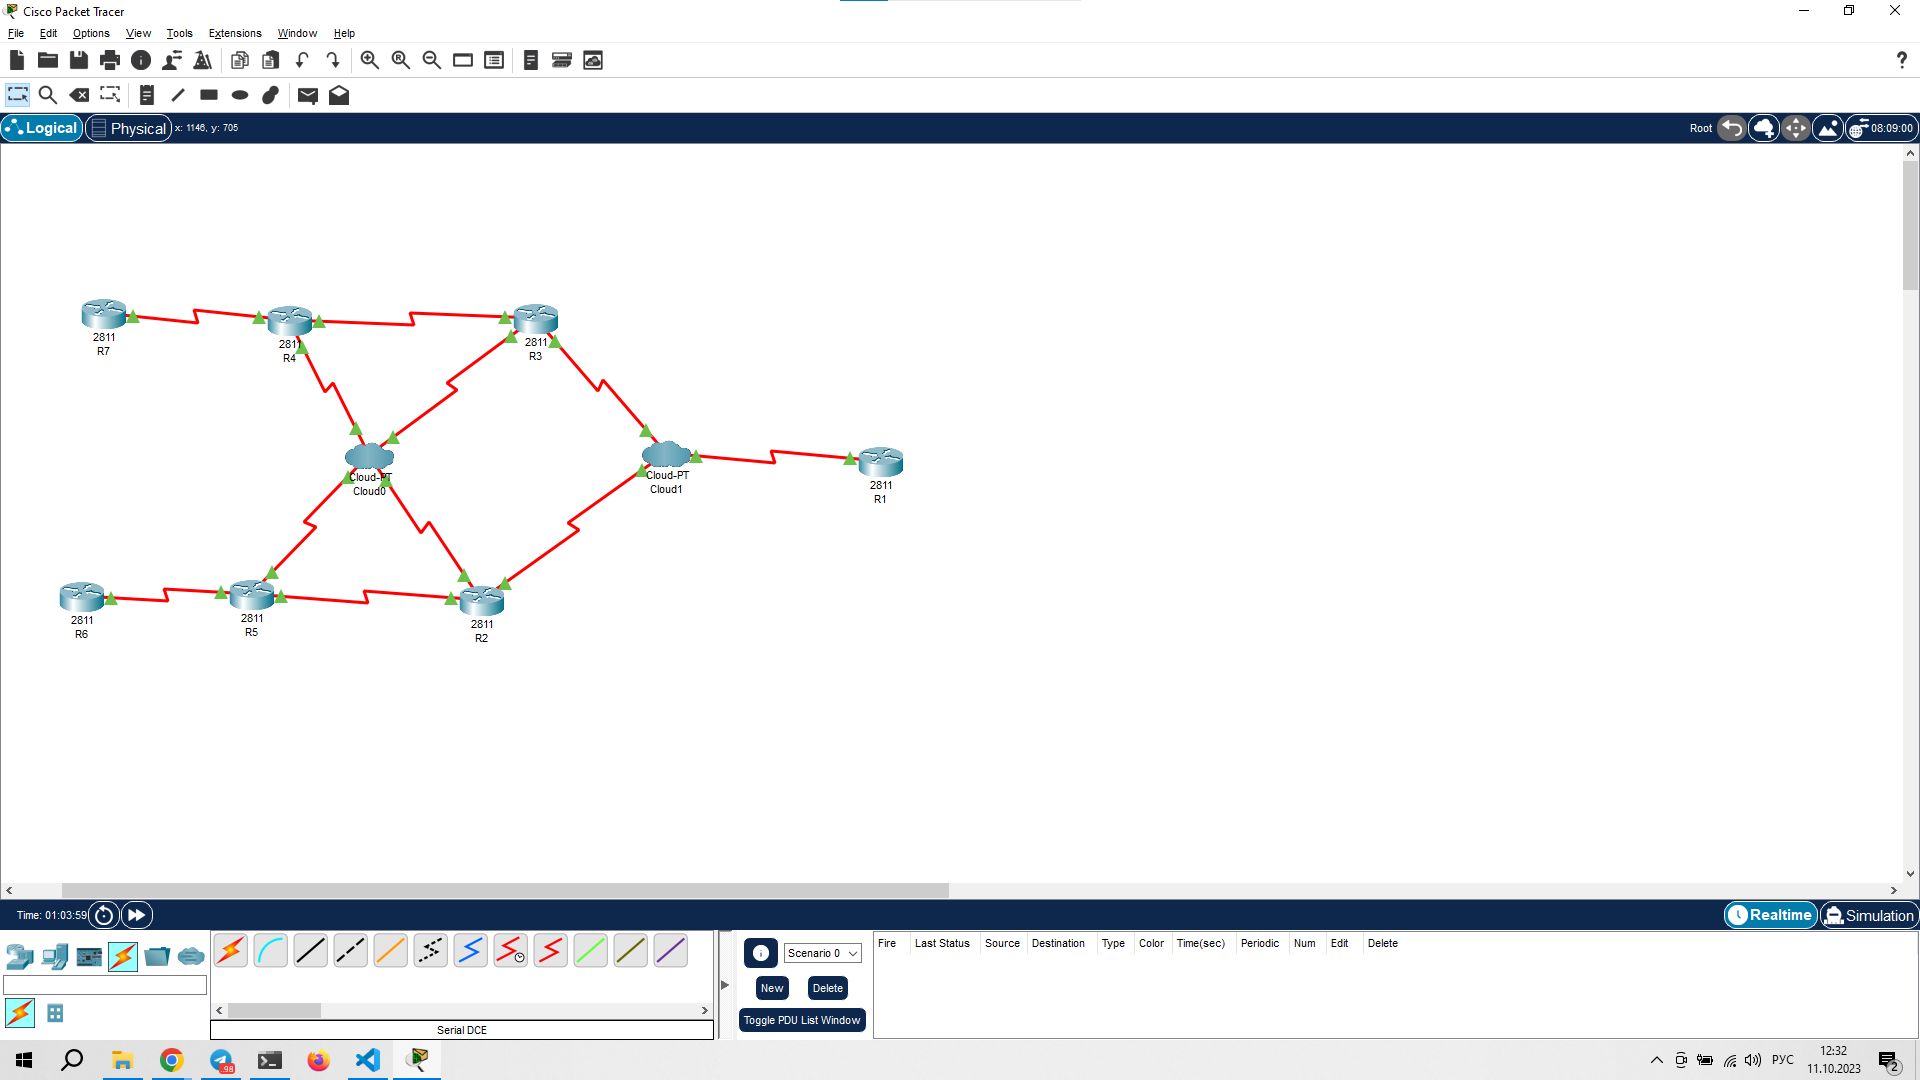 Cisco Packet Tracer
File Edit Options View Tools Extensions Window Help
Logical Physical x: 1146, y: 705 Root 08:09:00
2811
R7
2811
R4
2811
R3
Cloud-PT
Cloud0
Cloud-PT
Cloud1
2811
R1
2811
R6
2811
R5
2811
R2
Time: 01:03:59 Realtime Simulation
Scenario 0
New Delete
Toggle PDU List Window
Fire Last Status Source Destination Type Color Time(sec) Periodic Num Edit Delete
Serial DCE
98
РУС
12:32
11.10.2023
2